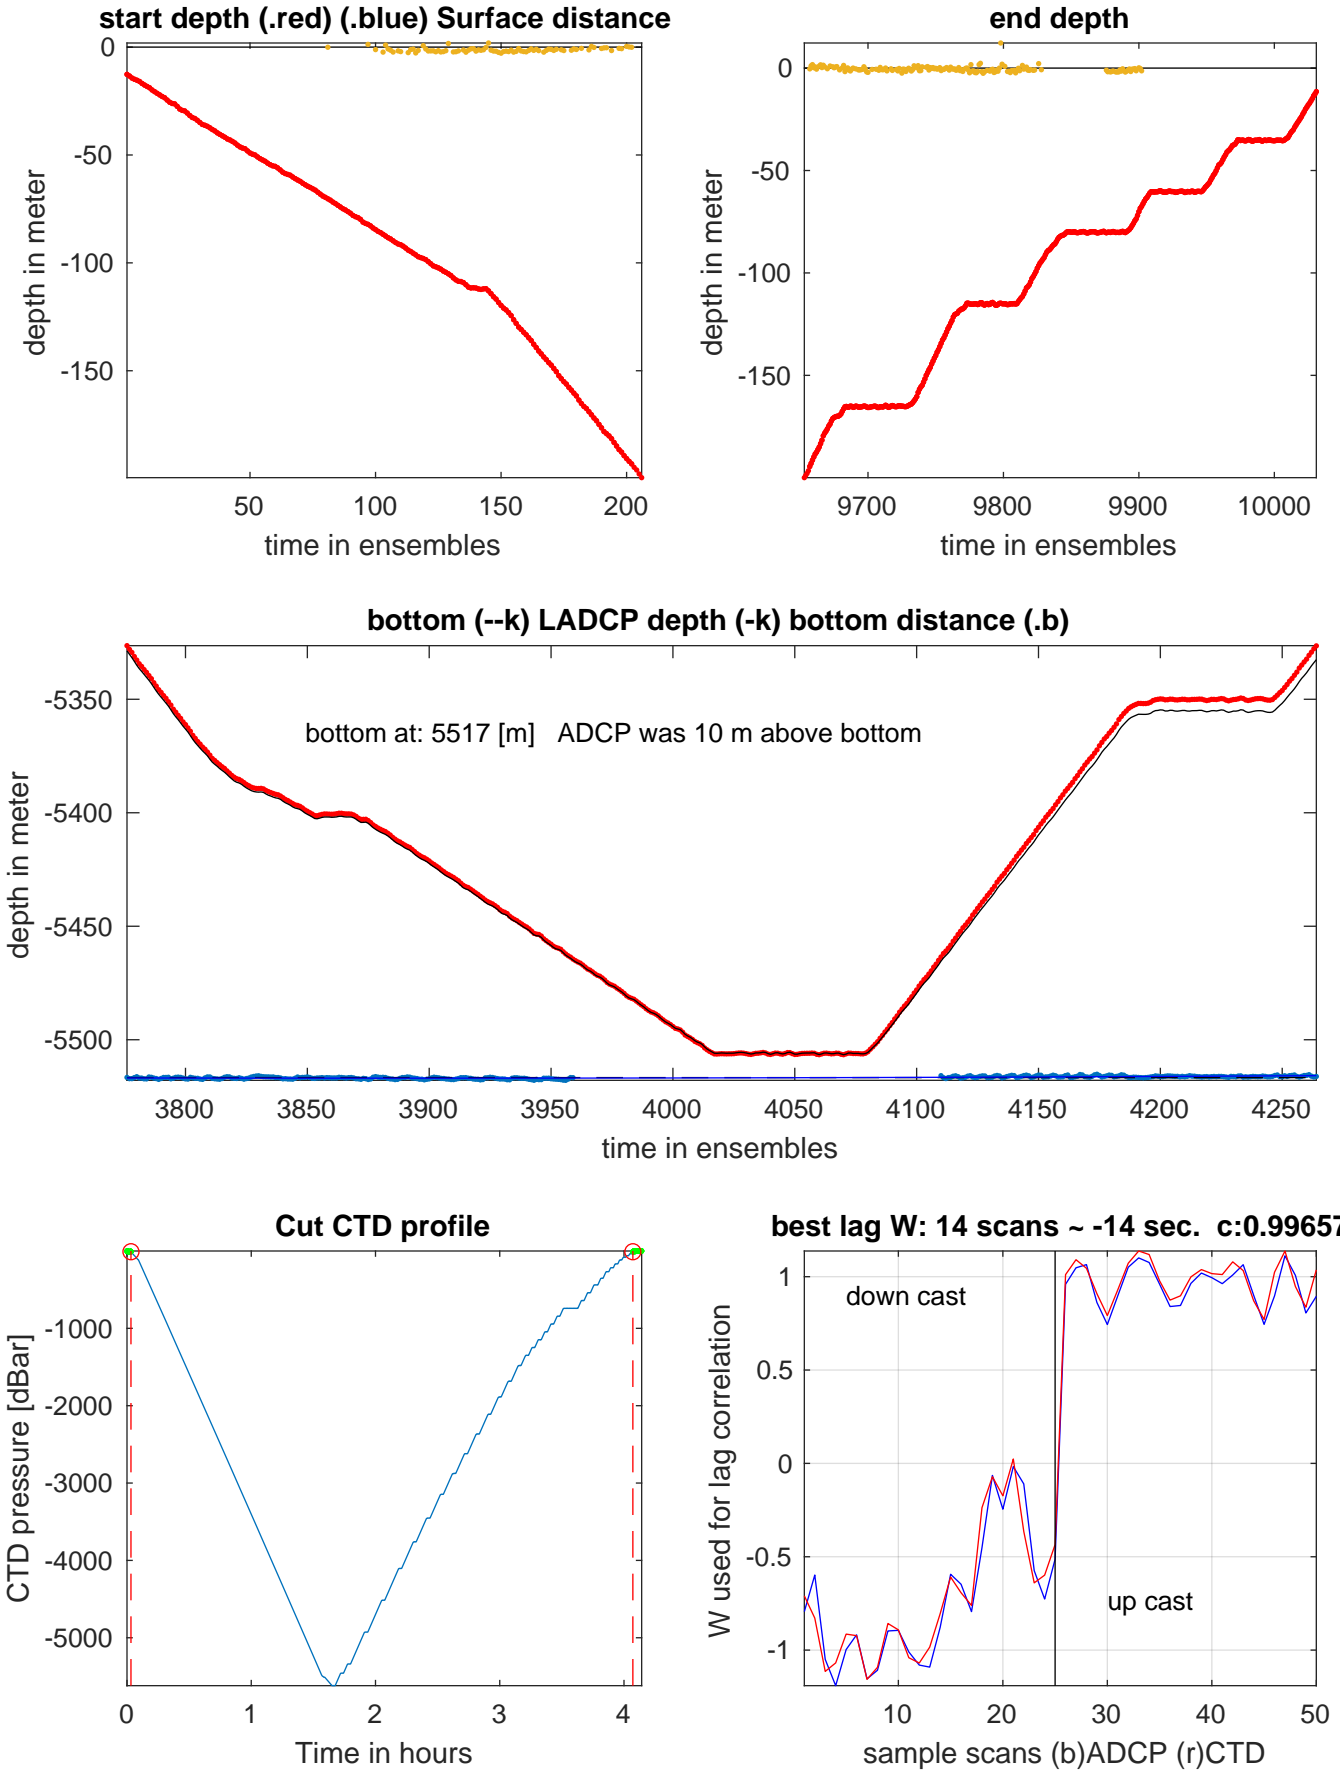 start depth (.red) (.blue) Surface distance
0
-50
-100
-150
depth in meter
50
100
150
200
time in ensembles
end depth
0
-50
-100
-150
depth in meter
9700
9800
9900
10000
time in ensembles
bottom (--k) LADCP depth (-k) bottom distance (.b)
bottom at: 5517 [m]   ADCP was 10 m above bottom
-5350
-5400
-5450
-5500
depth in meter
3800
3850
3900
3950
4000
4050
4100
4150
4200
4250
time in ensembles
Cut CTD profile
-1000
-2000
-3000
-4000
-5000
CTD pressure [dBar]
0
1
2
3
4
Time in hours
best lag W: 14 scans ~ -14 sec.  c:0.99657
down cast
up cast
1
0.5
0
-0.5
-1
W used for lag correlation
10
20
30
40
50
sample scans (b)ADCP (r)CTD